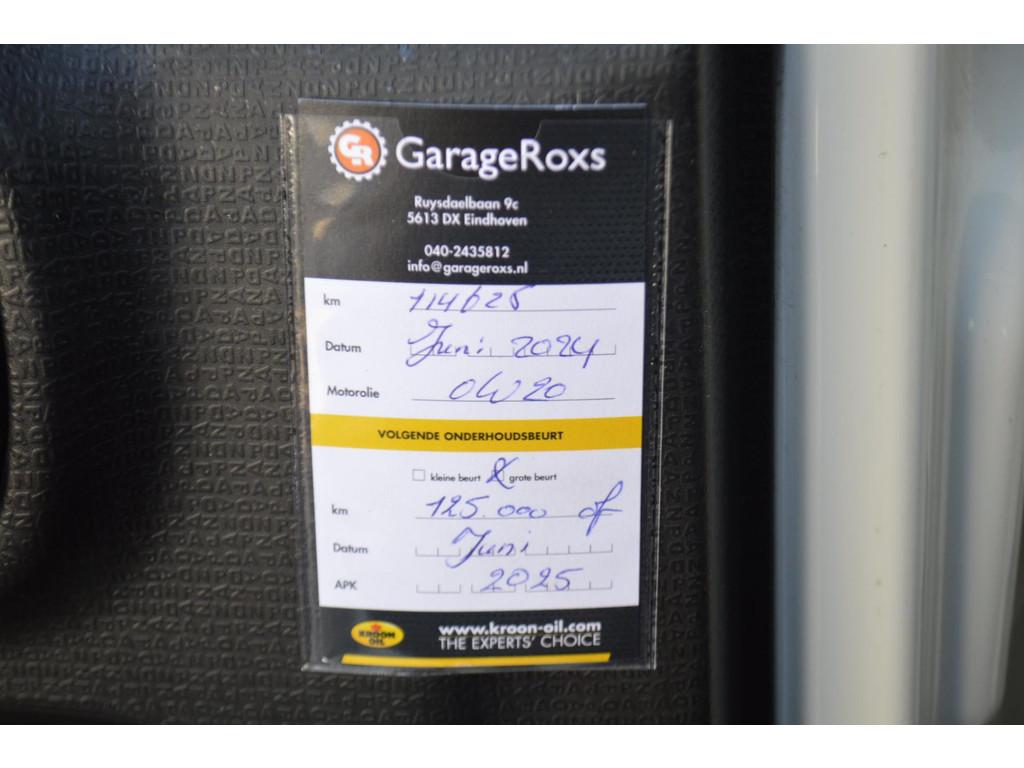 GR GarageRoxs
Ruysdaelbaan 9c
5613 DX Eindhoven
040-2435812
info@garageroxs.nl
km 114625
Datum Juni 2024
Motorolie 0W20
VOLGENDE ONDERHOUDSBEURT
kleine beurt grote beurt
km 125.000 of
Datum Juni
APK 2025
KROON OIL
www.kroon-oil.com
THE EXPERTS' CHOICE